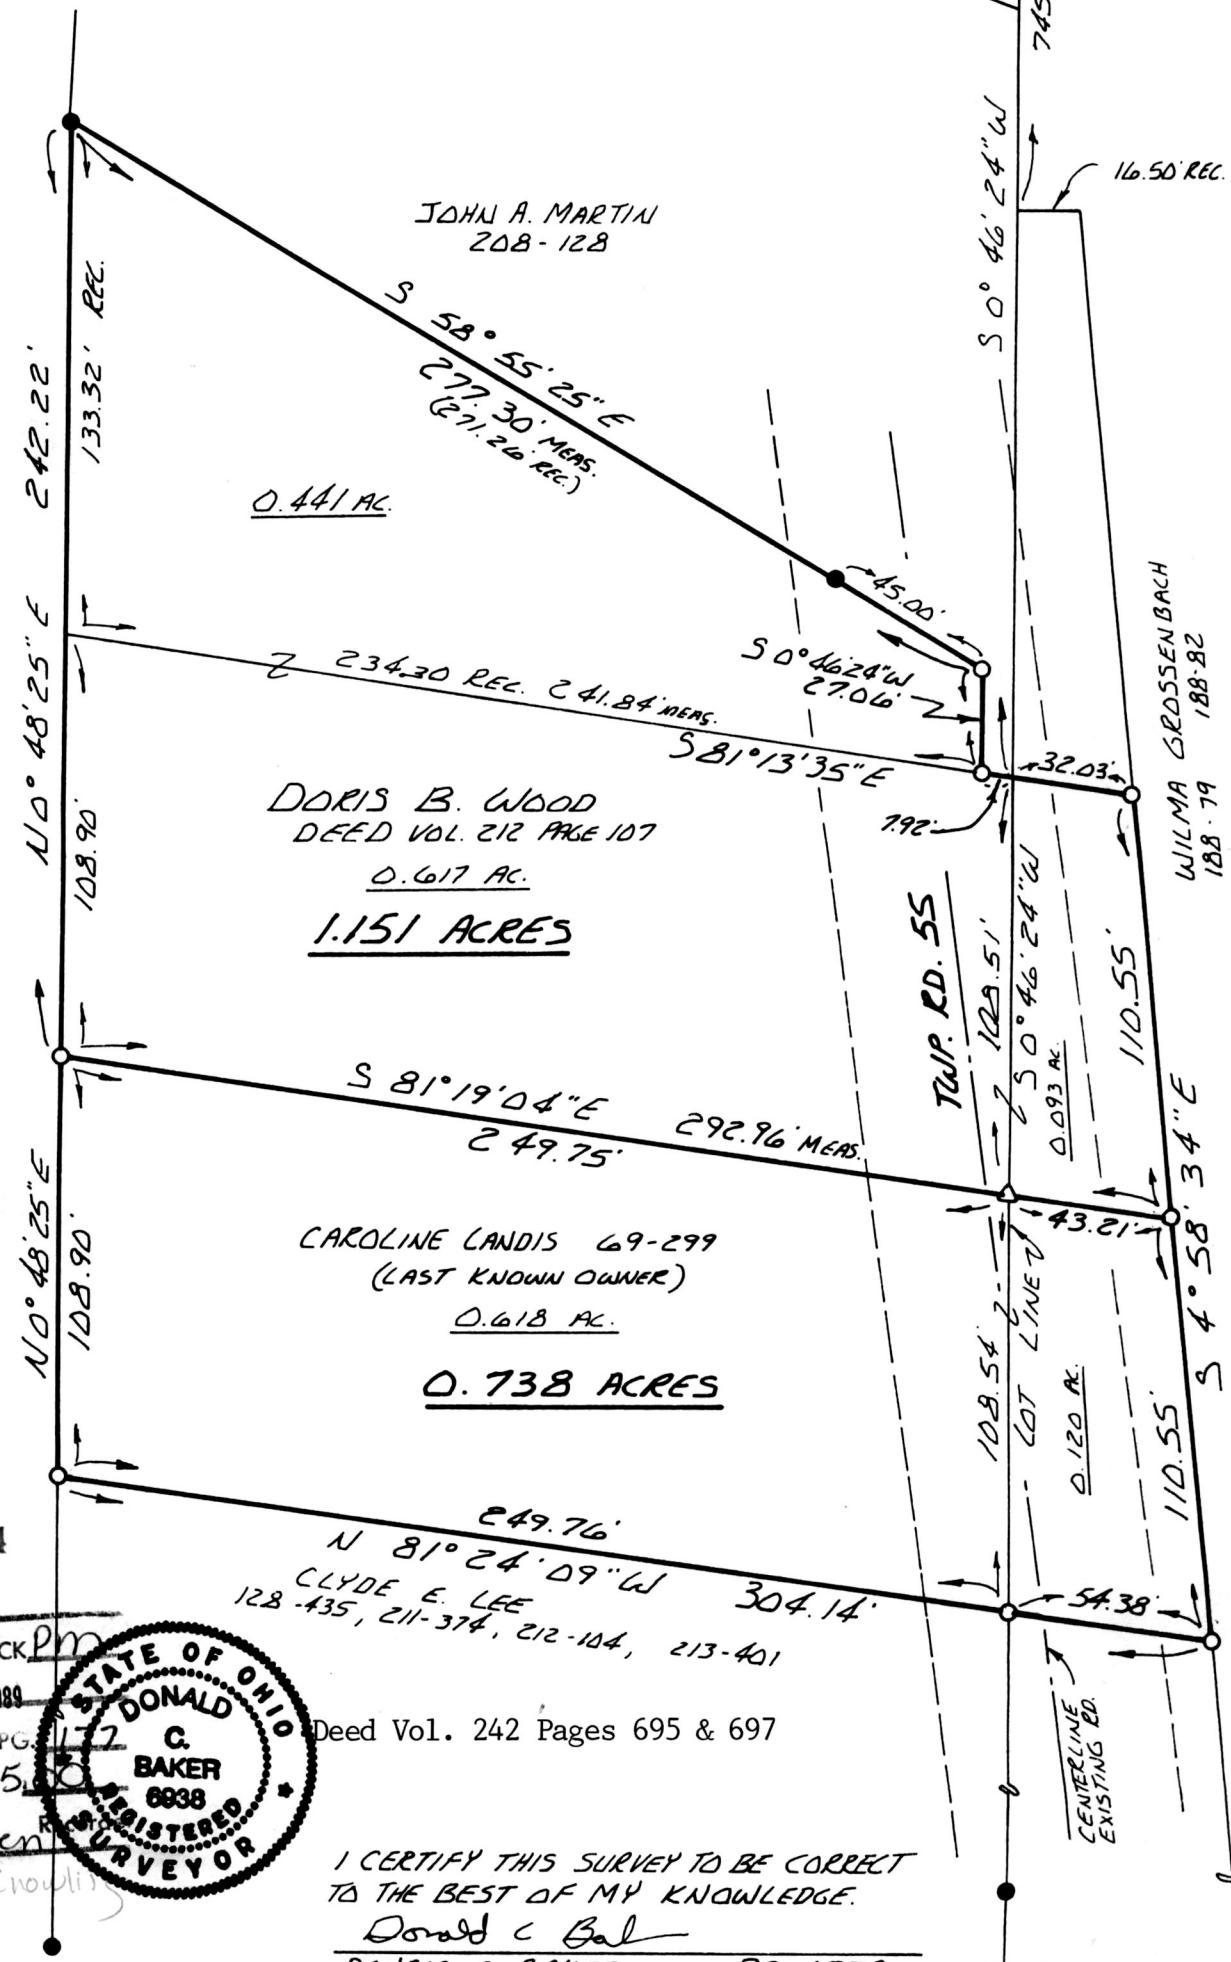 745
S 0° 46' 24" W
16.50' REC.
JOHN A. MARTIN
208-128
133.32' REC.
242.22'
N 0° 48' 25" E
S 58° 55' 25" E
277.30' MEAS.
(271.26' REC.)
0.441 AC.
45.00'
S 0° 46' 24" W
27.06'
234.30 REC. 241.84' MEAS.
S 81° 13' 35" E
32.03'
7.92'
WILMA GROSSENBACH
188-79 188-82
DORIS B. WOOD
DEED VOL. 212 PAGE 107
0.617 AC.
1.151 ACRES
108.90'
TWP. RD. 55
108.51'
S 0° 46' 24" W
0.093 AC.
110.55'
S 81° 19' 04" E
249.75'
292.96' MEAS.
43.21'
S 4° 58' 34" E
CAROLINE LANDIS 69-299
(LAST KNOWN OWNER)
0.618 AC.
0.738 ACRES
N 0° 48' 25" E
108.90'
108.54'
LOT LINE
0.120 AC.
110.55'
249.76'
N 81° 24' 09" W
304.14'
54.38'
CLYDE E. LEE
128-435, 211-374, 212-104, 213-401
CENTERLINE
EXISTING RD.
CK PM
89
PG. 177
STATE OF OHIO
DONALD
C.
BAKER
6938
REGISTERED
SURVEYOR
Deed Vol. 242 Pages 695 & 697
I CERTIFY THIS SURVEY TO BE CORRECT
TO THE BEST OF MY KNOWLEDGE.
Donald C Bak